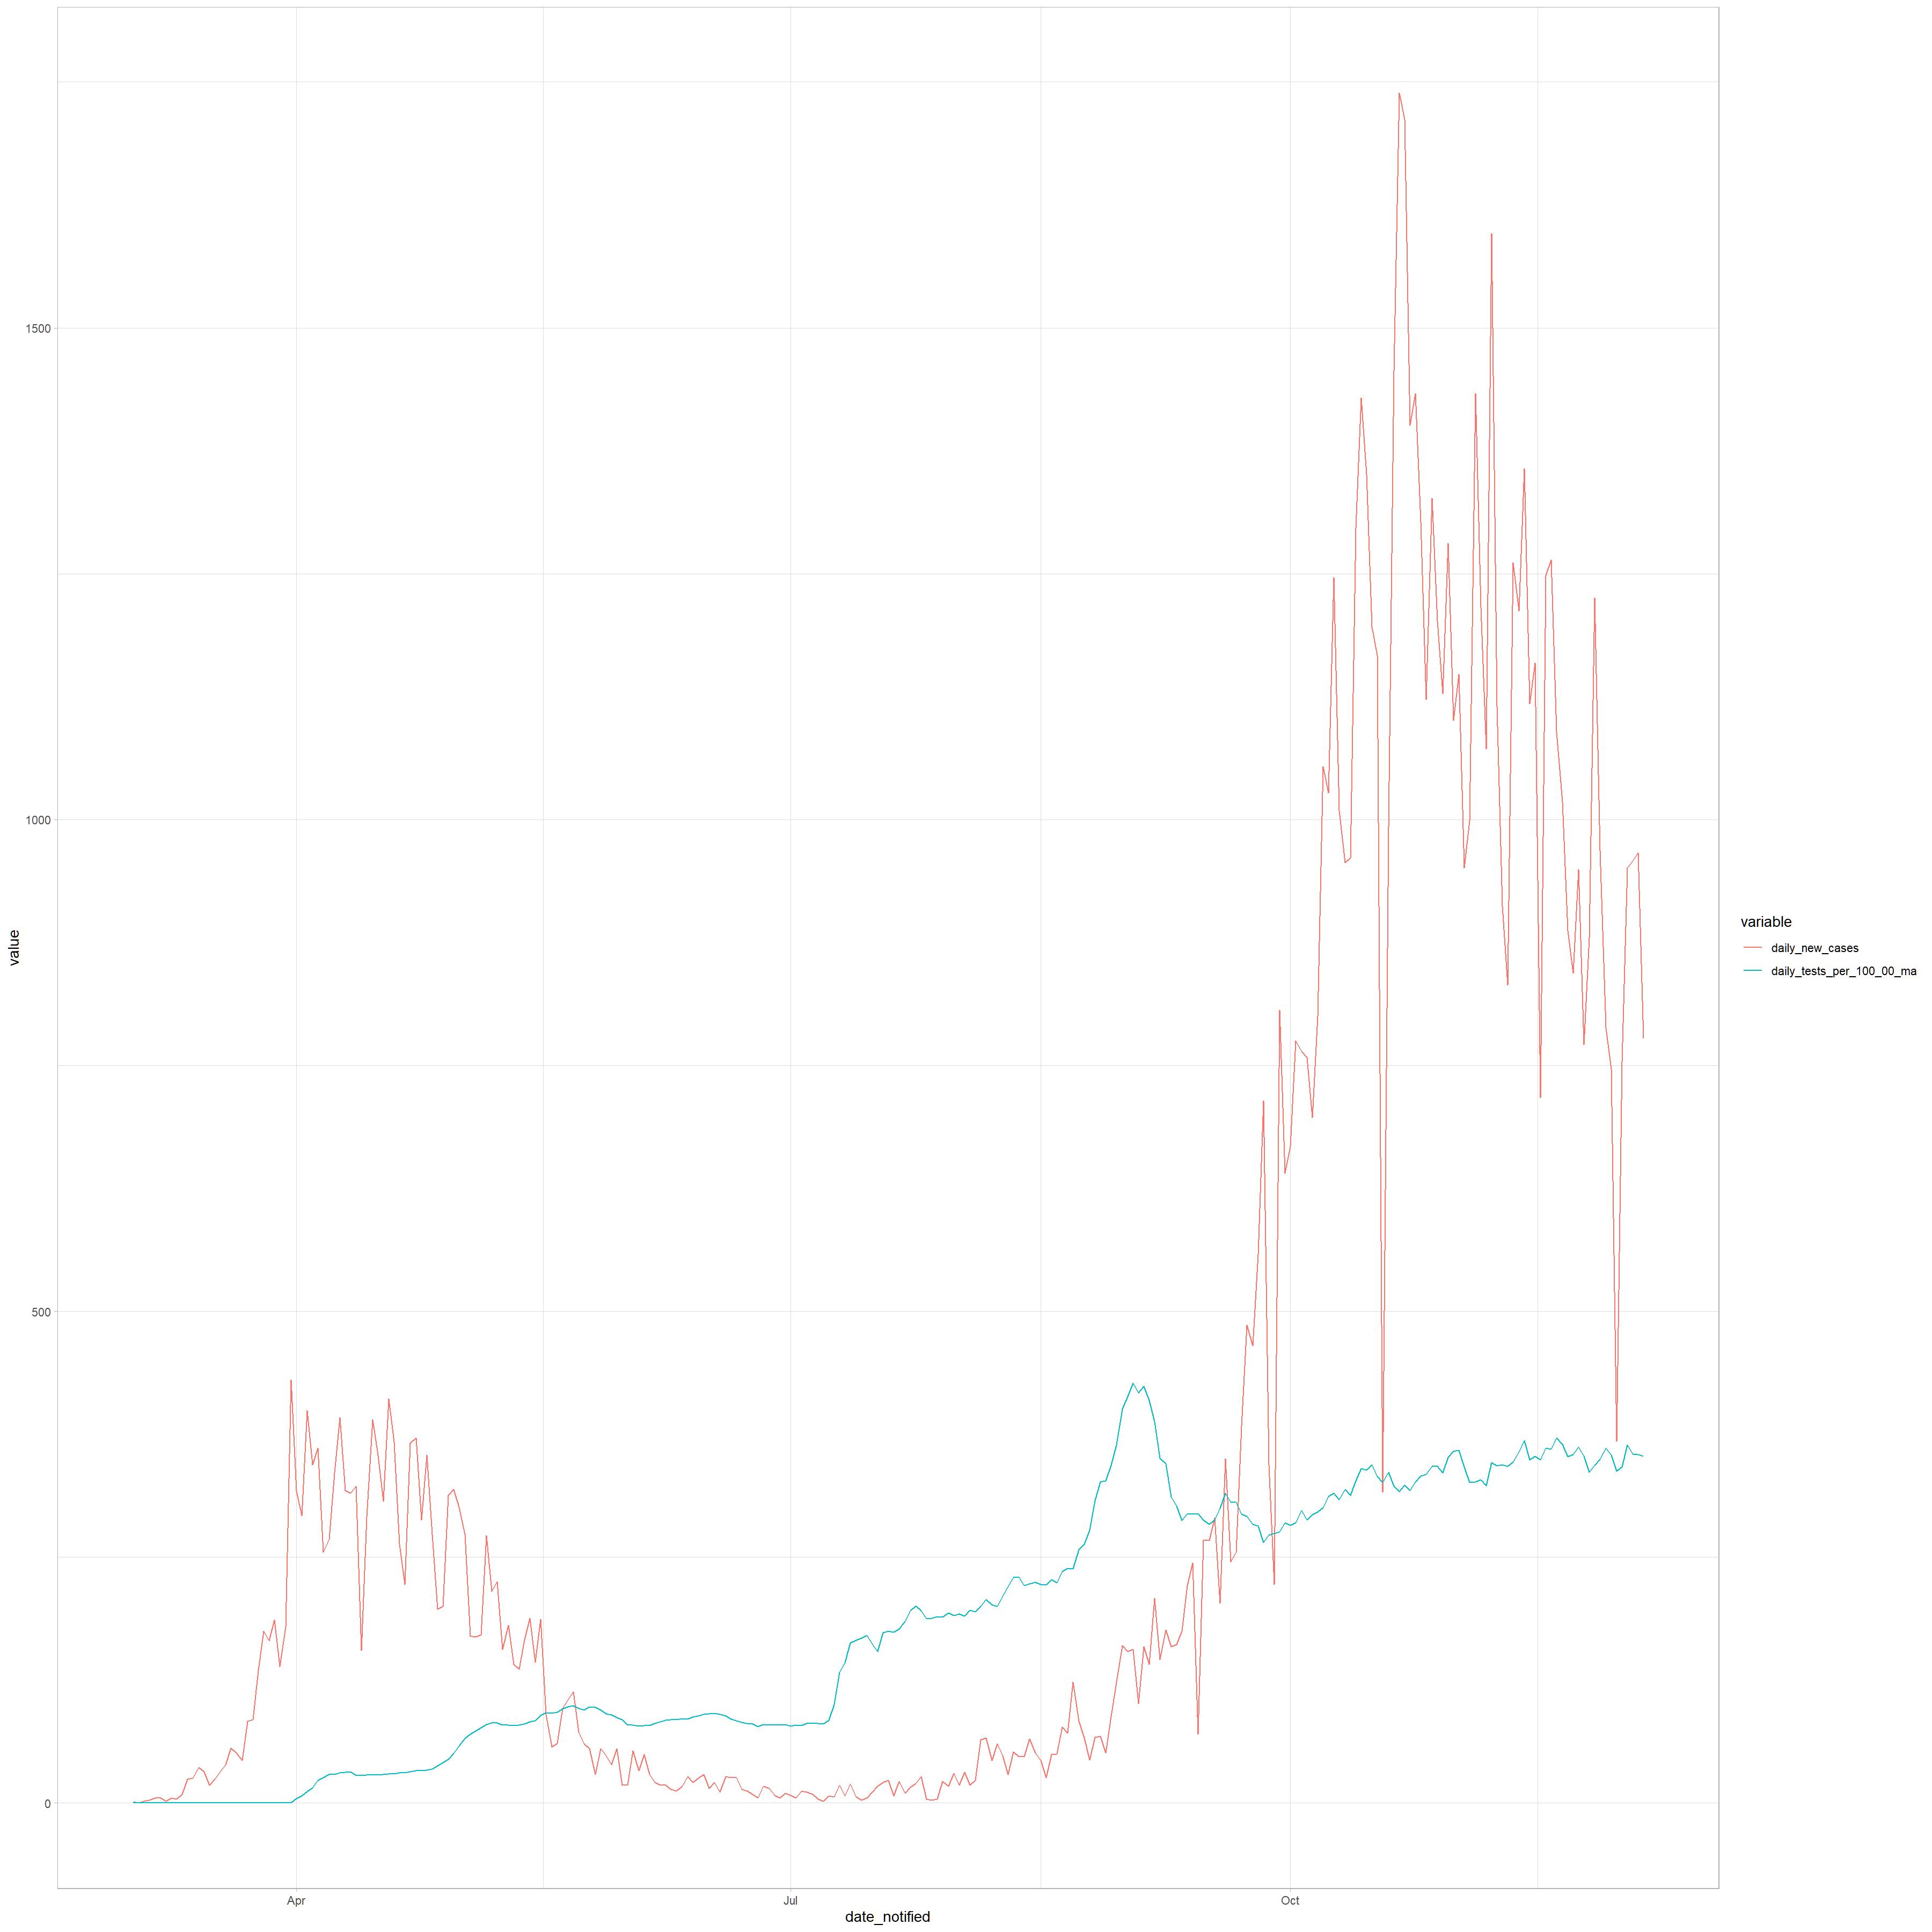 1500
1000
500
0
value
Apr
Jul
Oct
date_notified
variable
daily_new_cases
daily_tests_per_100_00_ma